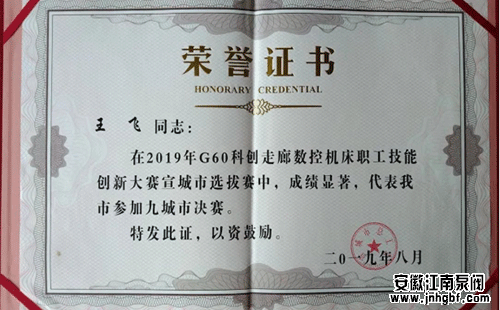 荣誉证书
HONORARY CREDENTIAL
王飞 同志：
在2019年G60科创走廊数控机床职工技能
创新大赛宣城市选拔赛中，成绩显著，代表我
市参加九城市决赛。
特发此证，以资鼓励。
二〇一九年八月
安徽江南泵阀
www.jnhgbf.com